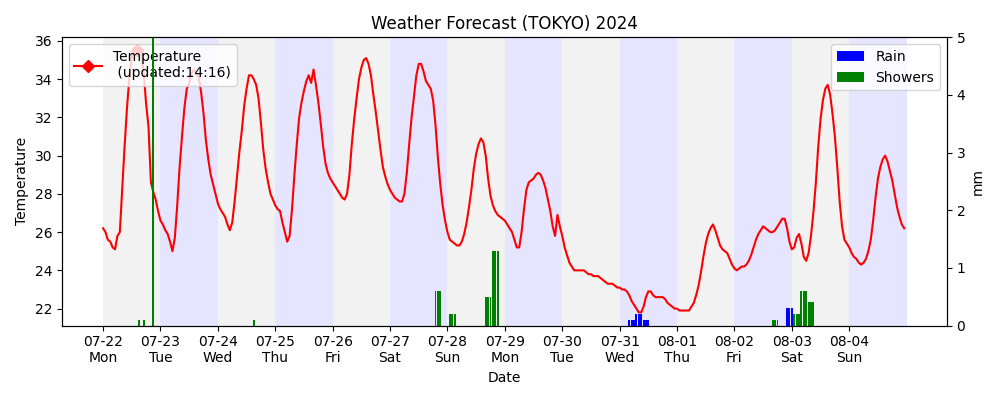 Weather Forecast (TOKYO) 2024
Temperature
(updated:14:16)
Rain
Showers
36
34
32
30
28
26
24
22
Temperature
5
4
3
2
1
0
mm
07-22 07-23 07-24 07-25 07-26 07-27 07-28 07-29 07-30 07-31 08-01 08-02 08-03 08-04
Mon Tue Wed Thu Fri Sat Sun Mon Tue Wed Thu Fri Sat Sun
Date